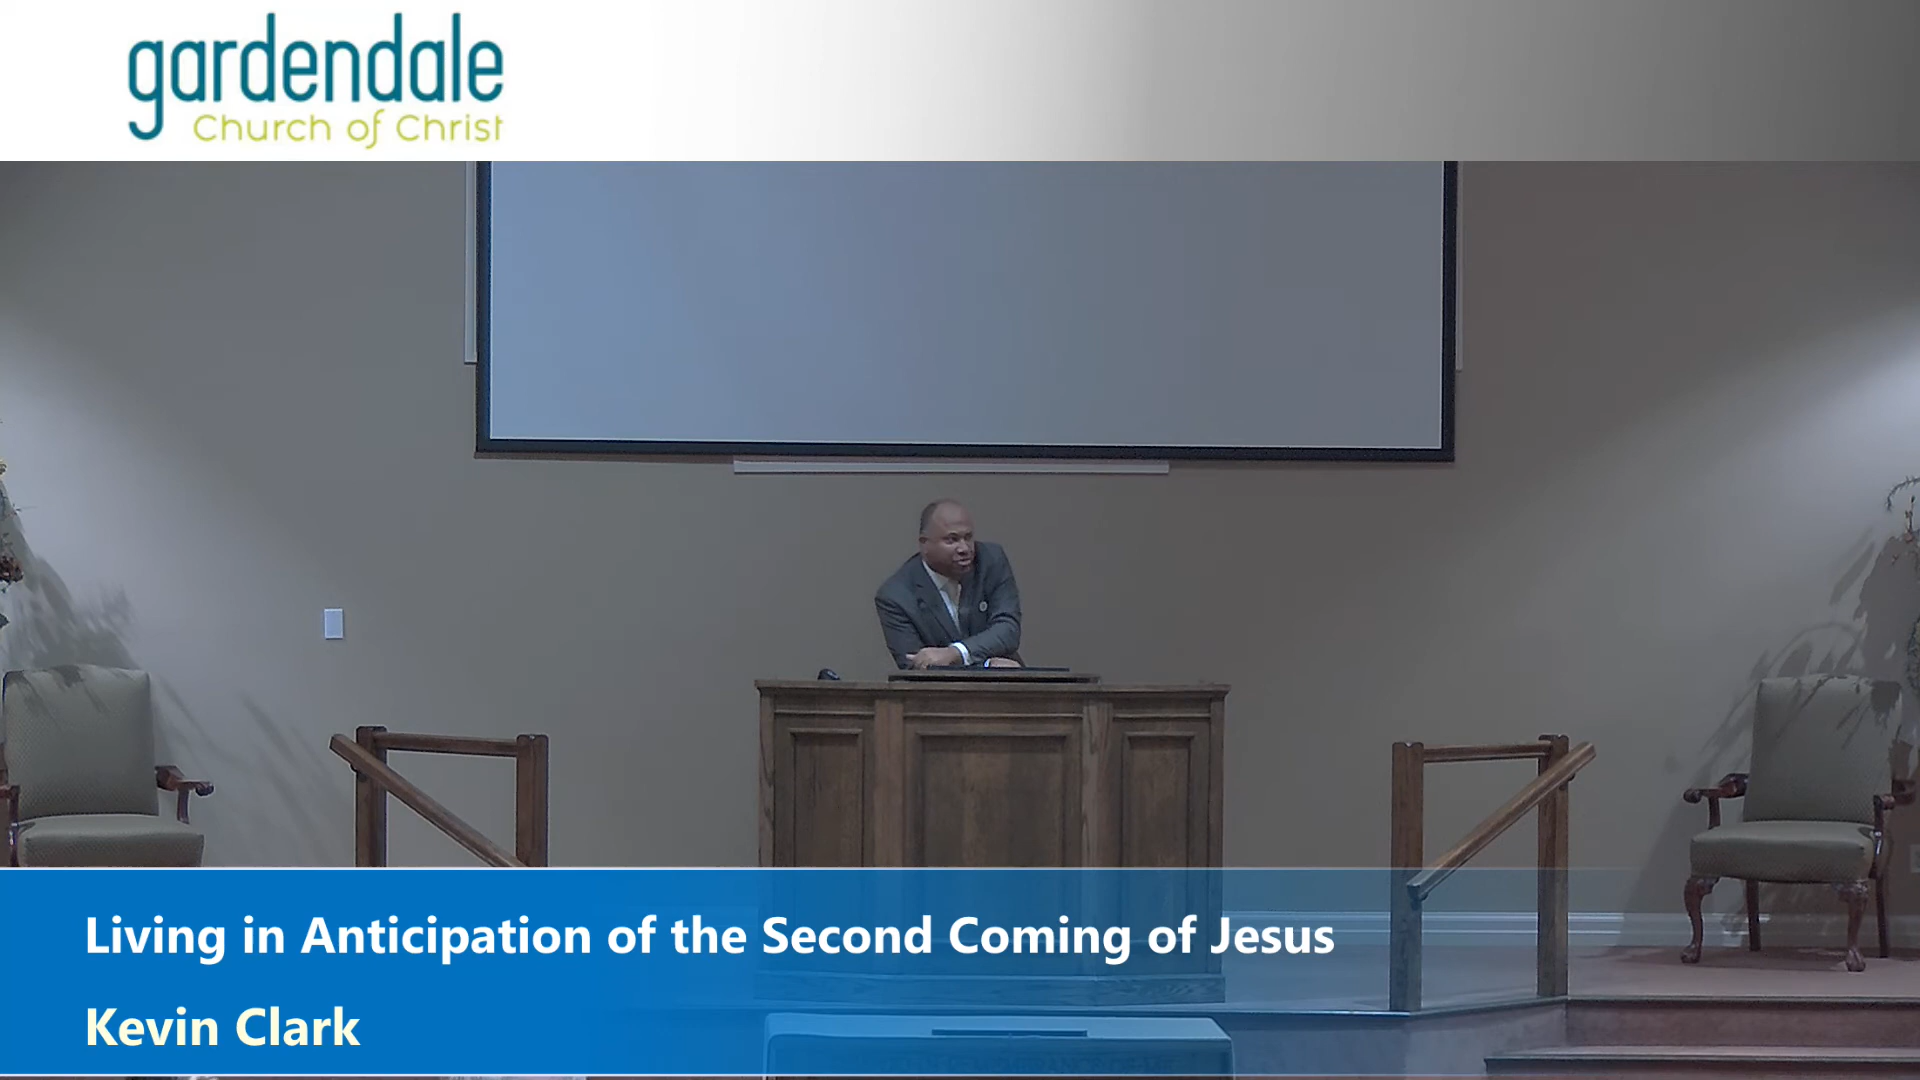 gardendale
Church of Christ
Living in Anticipation of the Second Coming of Jesus
Kevin Clark